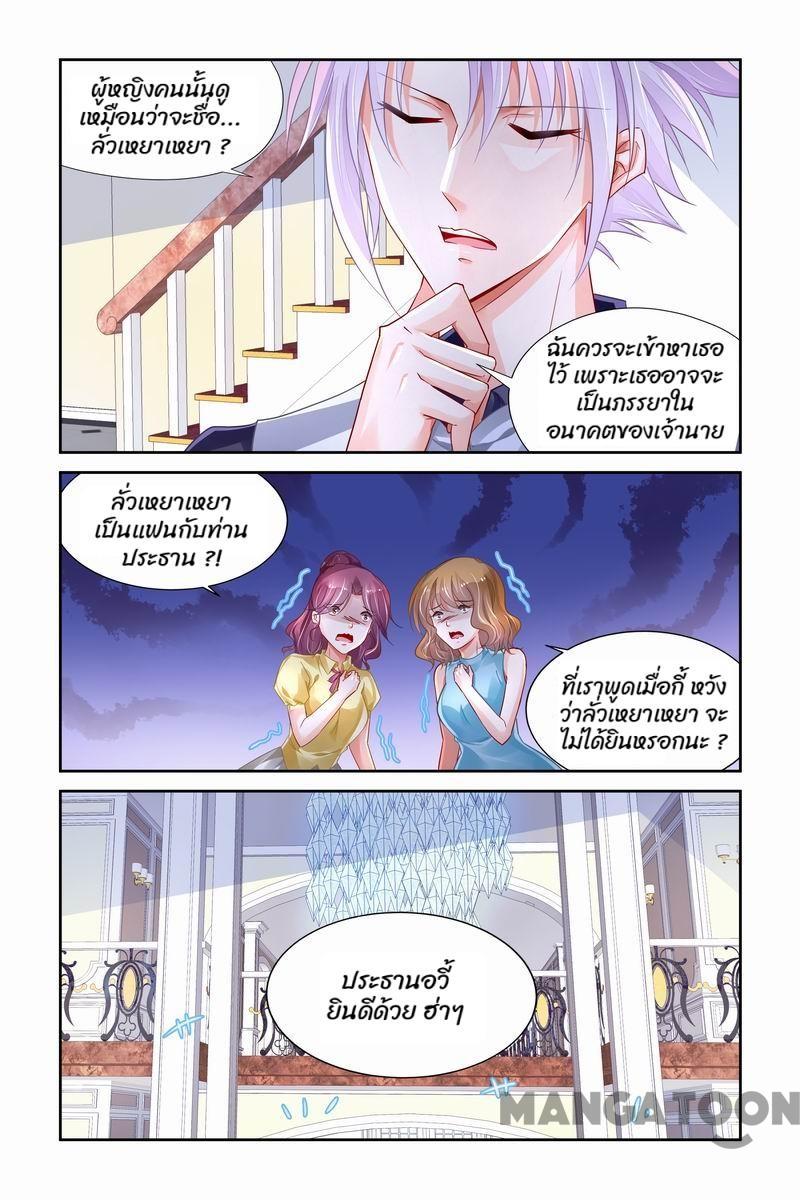 ผู้หญิงคนนั้นดู
เหมือนว่าจะชื่อ...
ลั่วเหยาเหยา ?
ฉันควรจะเข้าหาเธอ
ไว้ เพราะเธออาจจะ
เป็นภรรยาใน
อนาคตของเจ้านาย
ลั่วเหยาเหยา
เป็นแฟนกับท่าน
ประธาน ?!
ที่เราพูดเมื่อกี้ หวัง
ว่าลั่วเหยาเหยา จะ
ไม่ได้ยินหรอกนะ ?
ประธานอวี้
ยินดีด้วย ฮ่าๆ
MANGATOON